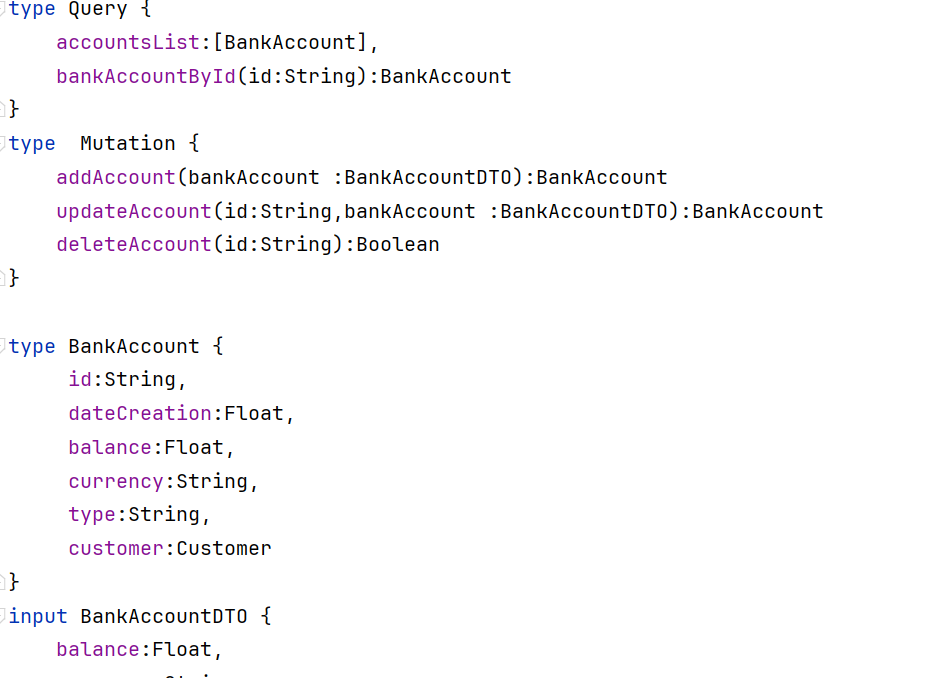 type Query {
    accountsList:[BankAccount],
    bankAccountById(id:String):BankAccount
}
type  Mutation {
    addAccount(bankAccount :BankAccountDTO):BankAccount
    updateAccount(id:String,bankAccount :BankAccountDTO):BankAccount
    deleteAccount(id:String):Boolean
}
type BankAccount {
     id:String,
     dateCreation:Float,
     balance:Float,
     currency:String,
     type:String,
     customer:Customer
}
input BankAccountDTO {
    balance:Float,